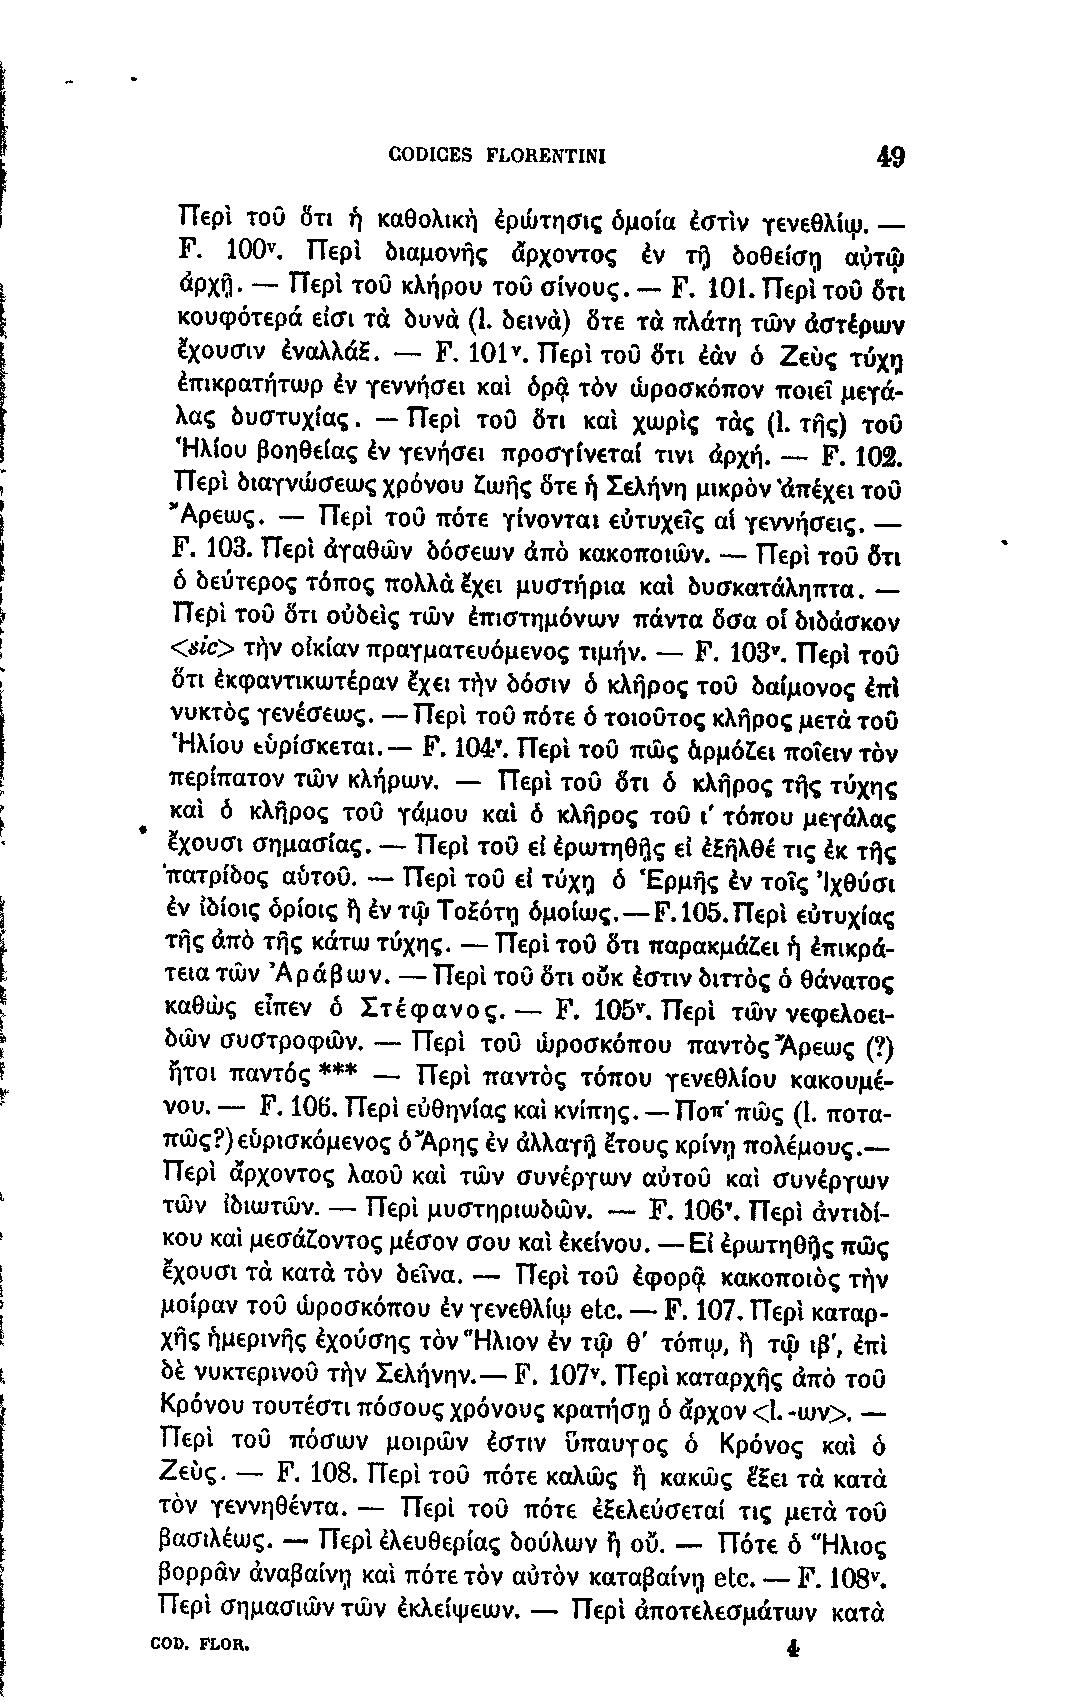 CODICES FLORENTINI 49
Περὶ τοῦ ὅτι ἡ καθολικὴ ἐρώτησις ὁμοία ἐστὶν γενεθλίῳ. —
F. 100ᵛ. Περὶ διαμονῆς ἄρχοντος ἐν τῇ δοθείσῃ αὐτῷ
ἀρχῇ. — Περὶ τοῦ κλήρου τοῦ σίνους. — F. 101. Περὶ τοῦ ὅτι
κουφότερά εἰσι τὰ δυνὰ (l. δεινὰ) ὅτε τὰ πλάτη τῶν ἀστέρων
ἔχουσιν ἐναλλάξ. — F. 101ᵛ. Περὶ τοῦ ὅτι ἐὰν ὁ Ζεὺς τύχῃ
ἐπικρατήτωρ ἐν γεννήσει καὶ ὁρᾷ τὸν ὡροσκόπον ποιεῖ μεγά-
λας δυστυχίας. — Περὶ τοῦ ὅτι καὶ χωρὶς τὰς (l. τῆς) τοῦ
Ἡλίου βοηθείας ἐν γενήσει προσγίνεταί τινι ἀρχή. — F. 102.
Περὶ διαγνώσεως χρόνου ζωῆς ὅτε ἡ Σελήνη μικρὸν ἀπέχει τοῦ
Ἄρεως. — Περὶ τοῦ πότε γίνονται εὐτυχεῖς αἱ γεννήσεις. —
F. 103. Περὶ ἀγαθῶν δόσεων ἀπὸ κακοποιῶν. — Περὶ τοῦ ὅτι
ὁ δεύτερος τόπος πολλὰ ἔχει μυστήρια καὶ δυσκατάληπτα. —
Περὶ τοῦ ὅτι οὐδεὶς τῶν ἐπιστημόνων πάντα ὅσα οἱ διδάσκον
<sic> τὴν οἰκίαν πραγματευόμενος τιμήν. — F. 103ᵛ. Περὶ τοῦ
ὅτι ἐκφαντικωτέραν ἔχει τὴν δόσιν ὁ κλῆρος τοῦ δαίμονος ἐπὶ
νυκτὸς γενέσεως. — Περὶ τοῦ πότε ὁ τοιοῦτος κλῆρος μετὰ τοῦ
Ἡλίου εὑρίσκεται. — F. 104ᵛ. Περὶ τοῦ πῶς ἁρμόζει ποῖειν τὸν
περίπατον τῶν κλήρων. — Περὶ τοῦ ὅτι ὁ κλῆρος τῆς τύχης
καὶ ὁ κλῆρος τοῦ γάμου καὶ ὁ κλῆρος τοῦ ι′ τόπου μεγάλας
ἔχουσι σημασίας. — Περὶ τοῦ εἰ ἐρωτηθῇς εἰ ἐξῆλθέ τις ἐκ τῆς
πατρίδος αὑτοῦ. — Περὶ τοῦ εἰ τύχῃ ὁ Ἑρμῆς ἐν τοῖς Ἰχθύσι
ἐν ἰδίοις ὁρίοις ἢ ἐν τῷ Τοξότῃ ὁμοίως. — F. 105. Περὶ εὐτυχίας
τῆς ἀπὸ τῆς κάτω τύχης. — Περὶ τοῦ ὅτι παρακμάζει ἡ ἐπικρά-
τεια τῶν Ἀράβων. — Περὶ τοῦ ὅτι οὔκ ἐστιν διττὸς ὁ θάνατος
καθὼς εἶπεν ὁ Στέφανος. — F. 105ᵛ. Περὶ τῶν νεφελοει-
δῶν συστροφῶν. — Περὶ τοῦ ὡροσκόπου παντὸς Ἄρεως (?)
ἤτοι παντός *** — Περὶ παντὸς τόπου γενεθλίου κακουμέ-
νου. — F. 106. Περὶ εὐθηνίας καὶ κνίπης. — Ποπ′ πῶς (l. ποτα-
πῶς?) εὑρισκόμενος ὁ Ἄρης ἐν ἀλλαγῇ ἔτους κρίνῃ πολέμους. —
Περὶ ἄρχοντος λαοῦ καὶ τῶν συνέργων αὐτοῦ καὶ συνέργων
τῶν ἰδιωτῶν. — Περὶ μυστηριωδῶν. — F. 106ᵛ. Περὶ ἀντιδί-
κου καὶ μεσάζοντος μέσον σου καὶ ἐκείνου. — Εἰ ἐρωτηθῇς πῶς
ἔχουσι τὰ κατὰ τὸν δεῖνα. — Περὶ τοῦ ἐφορᾷ κακοποιὸς τὴν
μοίραν τοῦ ὡροσκόπου ἐν γενεθλίῳ etc. — F. 107. Περὶ καταρ-
χῆς ἡμερινῆς ἐχούσης τὸν Ἥλιον ἐν τῷ θ′ τόπῳ, ἢ τῷ ιβ′, ἐπὶ
δὲ νυκτερινοῦ τὴν Σελήνην. — F. 107ᵛ. Περὶ καταρχῆς ἀπὸ τοῦ
Κρόνου τουτέστι πόσους χρόνους κρατήσῃ ὁ ἄρχον <l. -ων>. —
Περὶ τοῦ πόσων μοιρῶν ἐστιν ὕπαυγος ὁ Κρόνος καὶ ὁ
Ζεὺς. — F. 108. Περὶ τοῦ πότε καλῶς ἢ κακῶς ἕξει τὰ κατὰ
τὸν γεννηθέντα. — Περὶ τοῦ πότε ἐξελεύσεταί τις μετὰ τοῦ
βασιλέως. — Περὶ ἐλευθερίας δούλων ἢ οὔ. — Πότε ὁ Ἥλιος
βορρᾶν ἀναβαίνῃ καὶ πότε τὸν αὐτὸν καταβαίνῃ etc. — F. 108ᵛ.
Περὶ σημασιῶν τῶν ἐκλείψεων. — Περὶ ἀποτελεσμάτων κατὰ
COD. FLOR. 4